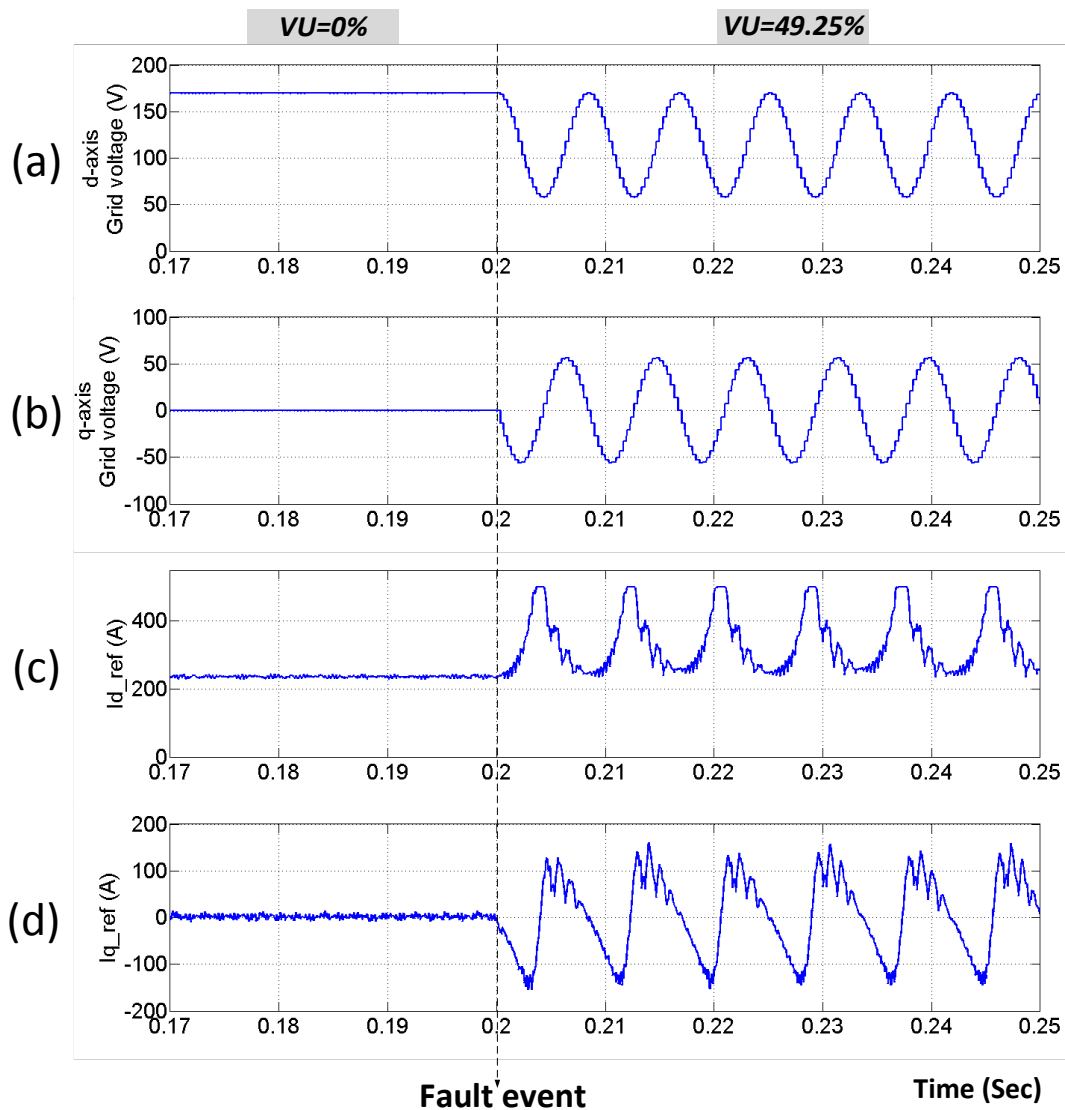 VU=0% VU=49.25%
(a)
d-axis
Grid voltage (V)
200
150
100
50
0
0.17 0.18 0.19 0.2 0.21 0.22 0.23 0.24 0.25
(b)
q-axis
Grid voltage (V)
100
50
0
-50
-100
0.17 0.18 0.19 0.2 0.21 0.22 0.23 0.24 0.25
(c)
Id_ref (A)
400
200
0
0.17 0.18 0.19 0.2 0.21 0.22 0.23 0.24 0.25
(d)
Iq_ref (A)
200
100
0
-100
-200
0.17 0.18 0.19 0.2 0.21 0.22 0.23 0.24 0.25
Fault event
Time (Sec)